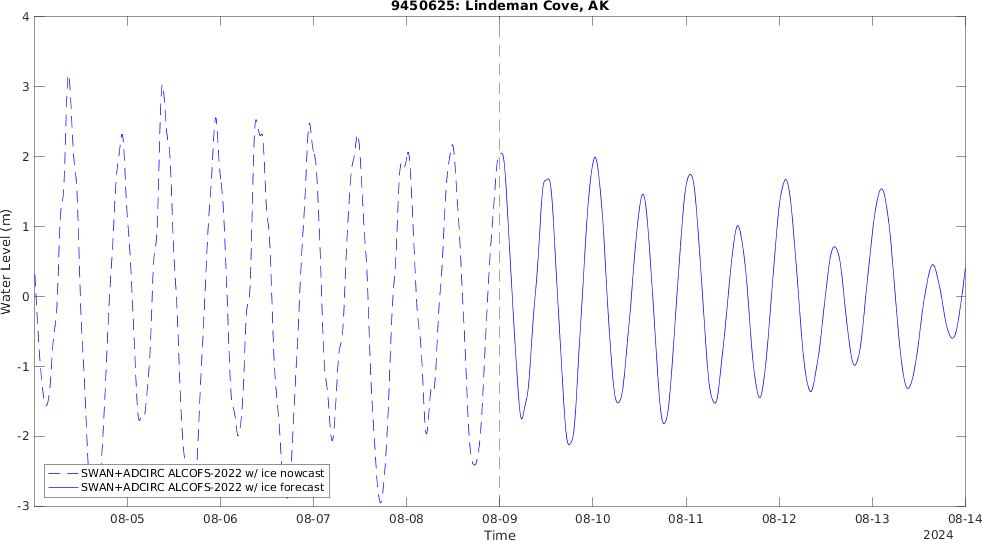 9450625: Lindeman Cove, AK
4
3
2
1
0
-1
-2
-3
Water Level (m)
SWAN+ADCIRC ALCOFS-2022 w/ ice nowcast
SWAN+ADCIRC ALCOFS-2022 w/ ice forecast
08-05 08-06 08-07 08-08 08-09 08-10 08-11 08-12 08-13 08-14
Time
2024